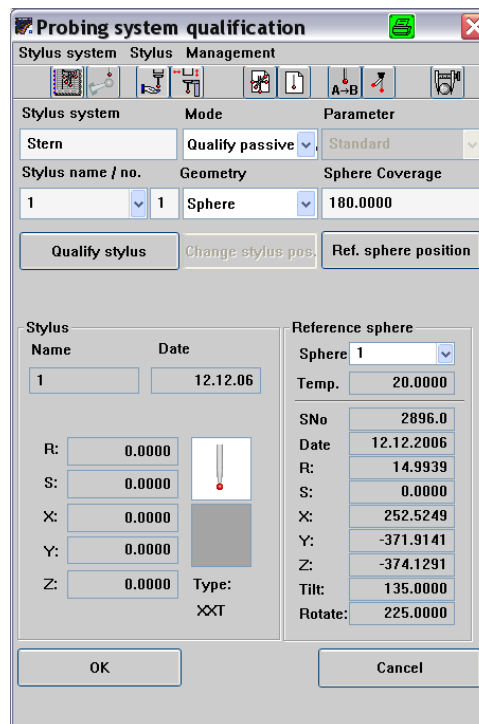 Probing system qualification
Stylus system Stylus Management
A→B
Stylus system Mode Parameter
Stern Qualify passive Standard
Stylus name / no. Geometry Sphere Coverage
1 1 Sphere 180.0000
Qualify stylus Change stylus pos. Ref. sphere position
Stylus
Name Date
1 12.12.06
R: 0.0000
S: 0.0000
X: 0.0000
Y: 0.0000
Z: 0.0000
Type:
XXT
Reference sphere
Sphere 1
Temp. 20.0000
SNo 2896.0
Date 12.12.2006
R: 14.9939
S: 0.0000
X: 252.5249
Y: -371.9141
Z: -374.1291
Tilt: 135.0000
Rotate: 225.0000
OK Cancel